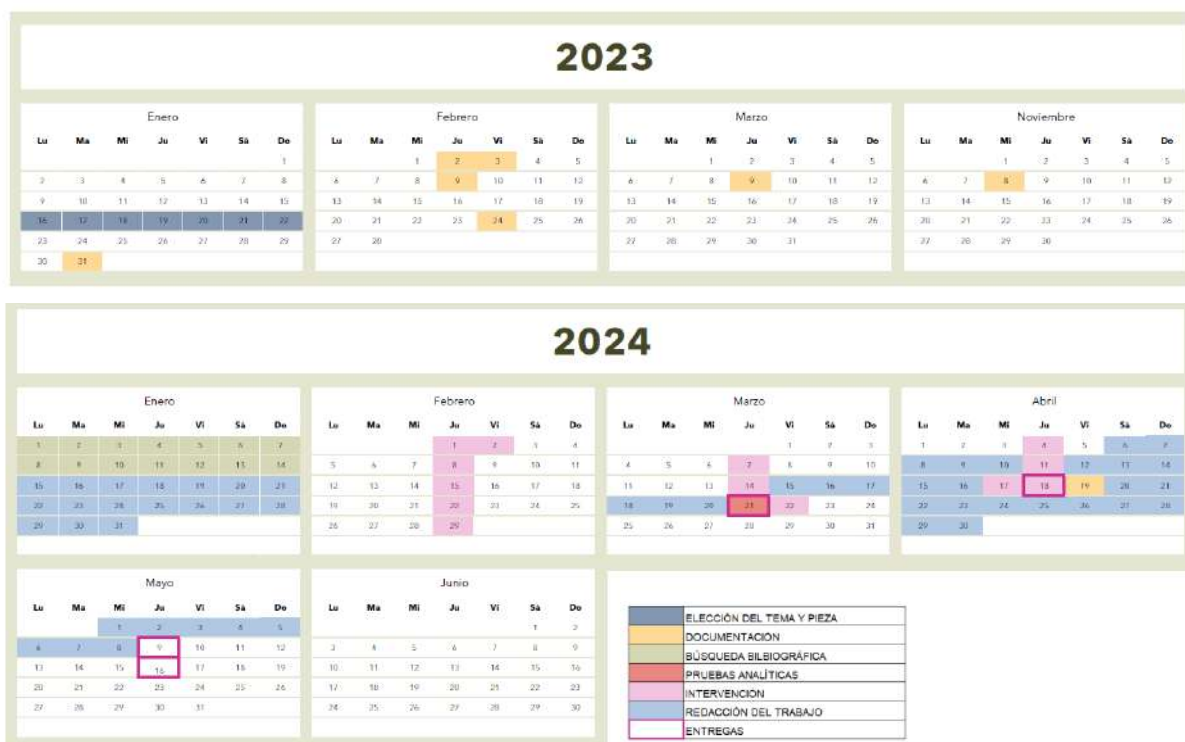 2023
Enero
Lu Ma Mi Ju Vi Sá Do
1
2 3 4 5 6 7 8
9 10 11 12 13 14 15
16 17 18 19 20 21 22
23 24 25 26 27 28 29
30 31
Febrero
Lu Ma Mi Ju Vi Sá Do
1 2 3 4 5
6 7 8 9 10 11 12
13 14 15 16 17 18 19
20 21 22 23 24 25 26
27 28
Marzo
Lu Ma Mi Ju Vi Sá Do
1 2 3 4 5
6 7 8 9 10 11 12
13 14 15 16 17 18 19
20 21 22 23 24 25 26
27 28 29 30 31
Noviembre
Lu Ma Mi Ju Vi Sá Do
1 2 3 4 5
6 7 8 9 10 11 12
13 14 15 16 17 18 19
20 21 22 23 24 25 26
27 28 29 30
2024
Enero
Lu Ma Mi Ju Vi Sá Do
1 2 3 4 5 6 7
8 9 10 11 12 13 14
15 16 17 18 19 20 21
22 23 24 25 26 27 28
29 30 31
Febrero
Lu Ma Mi Ju Vi Sá Do
1 2 3 4
5 6 7 8 9 10 11
12 13 14 15 16 17 18
19 20 21 22 23 24 25
26 27 28 29
Marzo
Lu Ma Mi Ju Vi Sá Do
1 2 3
4 5 6 7 8 9 10
11 12 13 14 15 16 17
18 19 20 21 22 23 24
25 26 27 28 29 30 31
Abril
Lu Ma Mi Ju Vi Sá Do
1 2 3 4 5 6 7
8 9 10 11 12 13 14
15 16 17 18 19 20 21
22 23 24 25 26 27 28
29 30
Mayo
Lu Ma Mi Ju Vi Sá Do
1 2 3 4 5
6 7 8 9 10 11 12
13 14 15 16 17 18 19
20 21 22 23 24 25 26
27 28 29 30 31
Junio
Lu Ma Mi Ju Vi Sá Do
1 2
3 4 5 6 7 8 9
10 11 12 13 14 15 16
17 18 19 20 21 22 23
24 25 26 27 28 29 30
ELECCIÓN DEL TEMA Y PIEZA
DOCUMENTACIÓN
BÚSQUEDA BILBIOGRÁFICA
PRUEBAS ANALÍTICAS
INTERVENCIÓN
REDACCIÓN DEL TRABAJO
ENTREGAS